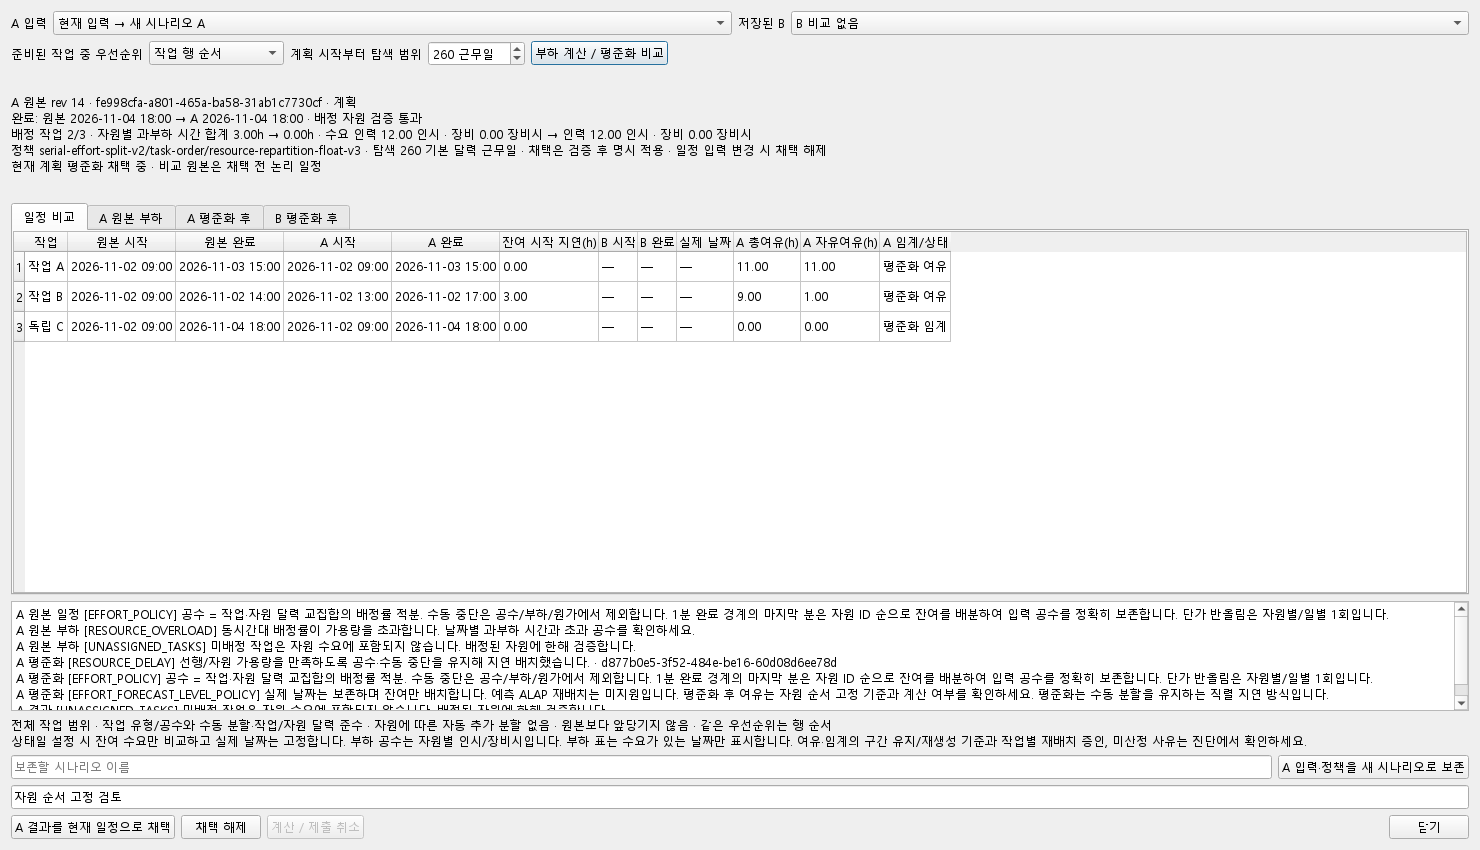 A 입력 현재 입력 → 새 시나리오 A 저장된 B B 비교 없음
준비된 작업 중 우선순위 작업 행 순서 계획 시작부터 탐색 범위 260 근무일 부하 계산 / 평준화 비교
A 원본 rev 14 · fe998cfa-a801-465a-ba58-31ab1c7730cf · 계획
완료: 원본 2026-11-04 18:00 → A 2026-11-04 18:00 · 배정 자원 검증 통과
배정 작업 2/3 · 자원별 과부하 시간 합계 3.00h → 0.00h · 수요 인력 12.00 인시 · 장비 0.00 장비시 → 인력 12.00 인시 · 장비 0.00 장비시
정책 serial-effort-split-v2/task-order/resource-repartition-float-v3 · 탐색 260 기본 달력 근무일 · 채택은 검증 후 명시 적용 · 일정 입력 변경 시 채택 해제
현재 계획 평준화 채택 중 · 비교 원본은 채택 전 논리 일정
일정 비교 A 원본 부하 A 평준화 후 B 평준화 후
작업 원본 시작 원본 완료 A 시작 A 완료 잔여 시작 지연(h) B 시작 B 완료 실제 날짜 A 총여유(h) A 자유여유(h) A 임계/상태
1 작업 A 2026-11-02 09:00 2026-11-03 15:00 2026-11-02 09:00 2026-11-03 15:00 0.00 — — — 11.00 11.00 평준화 여유
2 작업 B 2026-11-02 09:00 2026-11-02 14:00 2026-11-02 13:00 2026-11-02 17:00 3.00 — — — 9.00 1.00 평준화 여유
3 독립 C 2026-11-02 09:00 2026-11-04 18:00 2026-11-02 09:00 2026-11-04 18:00 0.00 — — — 0.00 0.00 평준화 임계
A 원본 일정 [EFFORT_POLICY] 공수 = 작업·자원 달력 교집합의 배정률 적분. 수동 중단은 공수/부하/원가에서 제외합니다. 1분 완료 경계의 마지막 분은 자원 ID 순으로 잔여를 배분하여 입력 공수를 정확히 보존합니다. 단가 반올림은 자원별/일별 1회입니다.
A 원본 부하 [RESOURCE_OVERLOAD] 동시간대 배정률이 가용량을 초과합니다. 날짜별 과부하 시간과 초과 공수를 확인하세요.
A 원본 부하 [UNASSIGNED_TASKS] 미배정 작업은 자원 수요에 포함되지 않습니다. 배정된 자원에 한해 검증합니다.
A 평준화 [RESOURCE_DELAY] 선행/자원 가용량을 만족하도록 공수·수동 중단을 유지해 지연 배치했습니다. · d877b0e5-3f52-484e-be16-60d08d6ee78d
A 평준화 [EFFORT_POLICY] 공수 = 작업·자원 달력 교집합의 배정률 적분. 수동 중단은 공수/부하/원가에서 제외합니다. 1분 완료 경계의 마지막 분은 자원 ID 순으로 잔여를 배분하여 입력 공수를 정확히 보존합니다. 단가 반올림은 자원별/일별 1회입니다.
A 평준화 [EFFORT_FORECAST_LEVEL_POLICY] 실제 날짜는 보존하며 잔여만 배치합니다. 예측 ALAP 재배치는 미지원입니다. 평준화 후 여유는 자원 순서 고정 기준과 계산 여부를 확인하세요. 평준화는 수동 분할을 유지하는 직렬 지연 방식입니다.
A 결과 [UNASSIGNED_TASKS] 미배정 작업은 자원 수요에 포함되지 않습니다. 배정된 자원에 한해 검증합니다.
전체 작업 범위 · 작업 유형/공수와 수동 분할·작업/자원 달력 준수 · 자원에 따른 자동 추가 분할 없음 · 원본보다 앞당기지 않음 · 같은 우선순위는 행 순서
상태일 설정 시 잔여 수요만 비교하고 실제 날짜는 고정합니다. 부하 공수는 자원별 인시/장비시입니다. 부하 표는 수요가 있는 날짜만 표시합니다. 여유·임계의 구간 유지/재생성 기준과 작업별 재배치 증인, 미산정 사유는 진단에서 확인하세요.
보존할 시나리오 이름 A 입력·정책을 새 시나리오로 보존
자원 순서 고정 검토
A 결과를 현재 일정으로 채택 채택 해제 계산 / 제출 취소 닫기